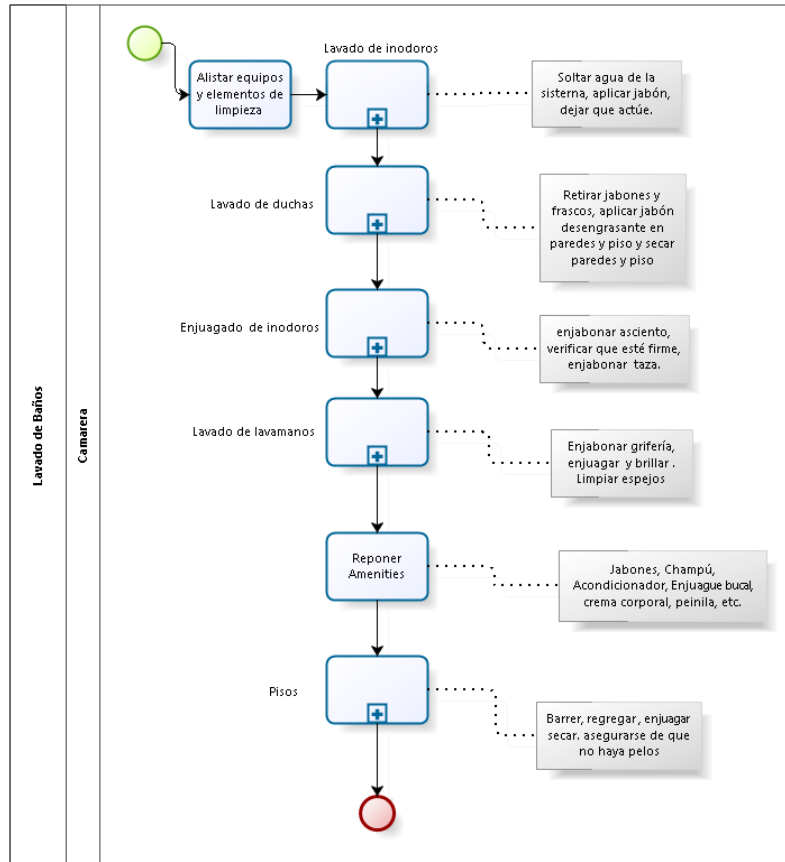 Lavado de Baños
Camarera
Lavado de inodoros
Alistar equipos
y elementos de
limpieza
Soltar agua de la
sisterna, aplicar jabón,
dejar que actúe.
Lavado de duchas
Retirar jabones y
frascos, aplicar jabón
desengrasante en
paredes y piso y secar
paredes y piso
Enjuagado de inodoros
enjabonar asciento,
verificar que esté firme,
enjabonar taza.
Lavado de lavamanos
Enjabonar grifería,
enjuagar y brillar .
Limpiar espejos
Reponer
Amenities
Jabones, Champú,
Acondicionador, Enjuague bucal,
crema corporal, peinila, etc.
Pisos
Barrer, regregar , enjuagar
secar. asegurarse de que
no haya pelos